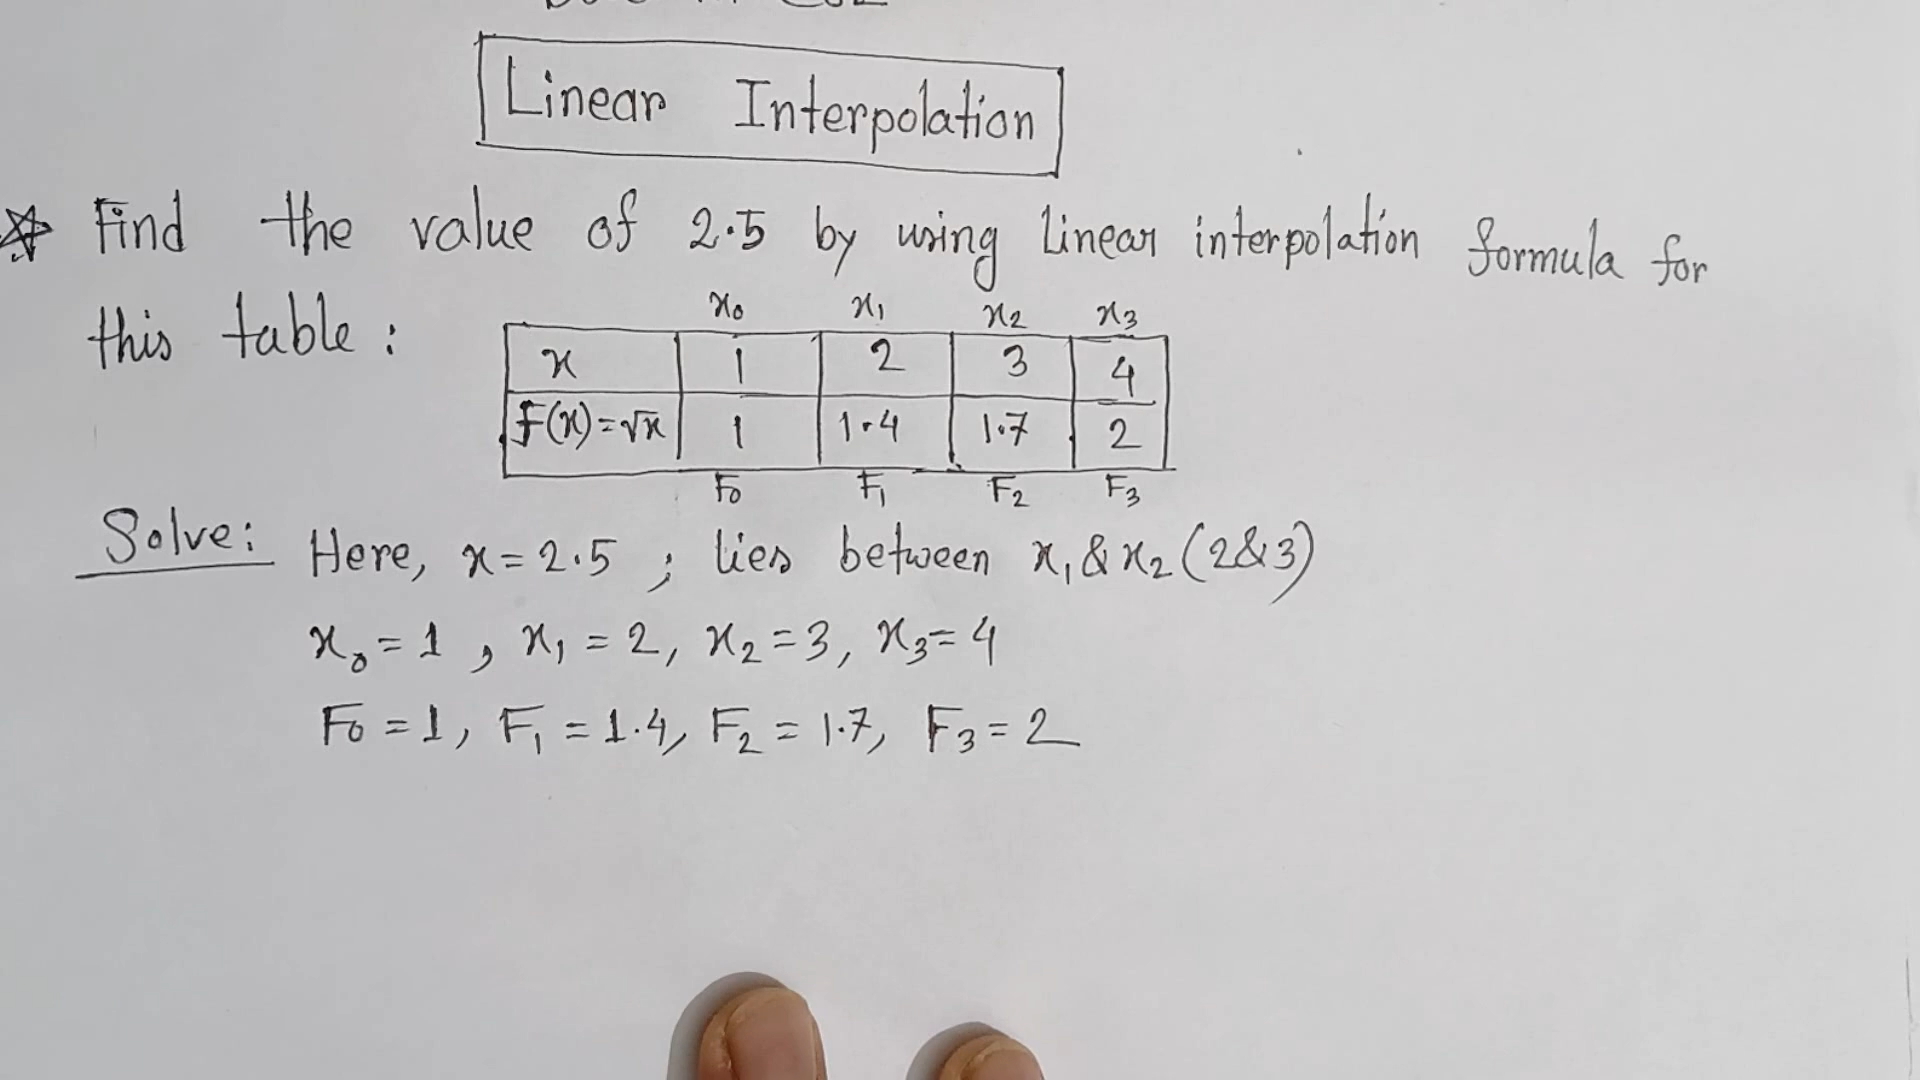 Linear Interpolation
Find the value of 2.5 by using linear interpolation formula for
this table:
x₀ x₁ x₂ x₃
x 1 2 3 4
F(x)=√x 1 1.4 1.7 2
F₀ F₁ F₂ F₃
Solve: Here, x=2.5 ; lies between x₁ & x₂ (2&3)
x₀ = 1, x₁ = 2, x₂ = 3, x₃ = 4
F₀ = 1, F₁ = 1.4, F₂ = 1.7, F₃ = 2